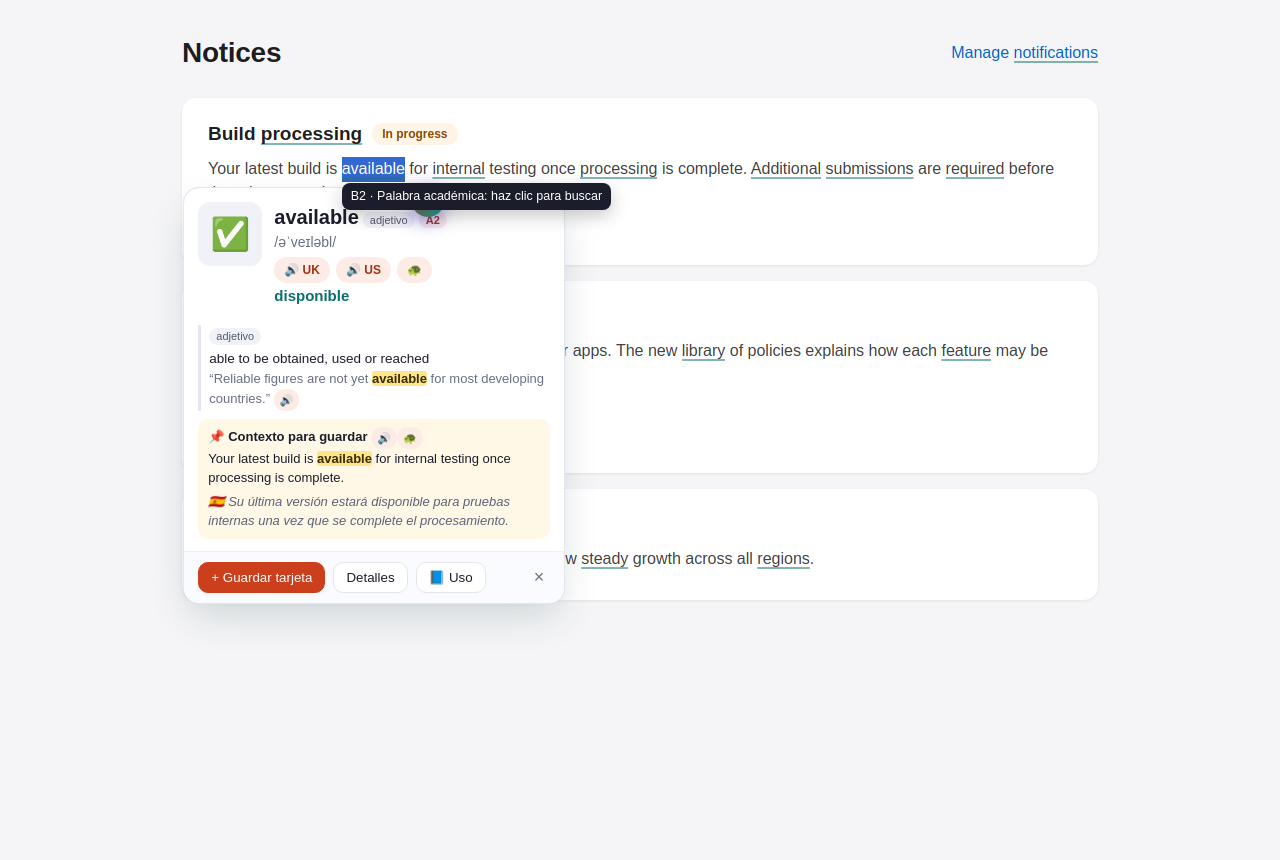 Notices
Manage notifications
Build processing In progress
Your latest build is available for internal testing once processing is complete. Additional submissions are required before
B2 · Palabra académica: haz clic para buscar
available adjetivo A2
/əˈveɪləbl/
UK US
disponible
adjetivo
able to be obtained, used or reached
“Reliable figures are not yet available for most developing
countries.”
Contexto para guardar
Your latest build is available for internal testing once
processing is complete.
Su última versión estará disponible para pruebas
internas una vez que se complete el procesamiento.
+ Guardar tarjeta Detalles Uso ×
apps. The new library of policies explains how each feature may be
steady growth across all regions.